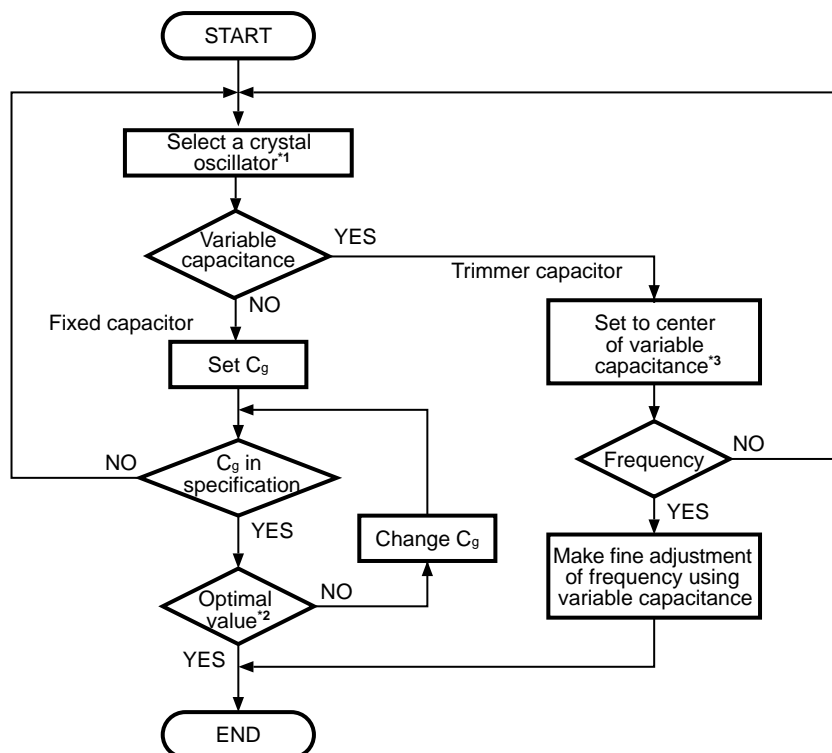 START
Select a crystal
oscillator*1
Variable
capacitance
YES
Trimmer capacitor
NO
Fixed capacitor
Set Cg
Set to center
of variable
capacitance*3
NO
Cg in
specification
Frequency
NO
YES
YES
Change Cg
Make fine adjustment
of frequency using
variable capacitance
Optimal
value*2
NO
YES
END